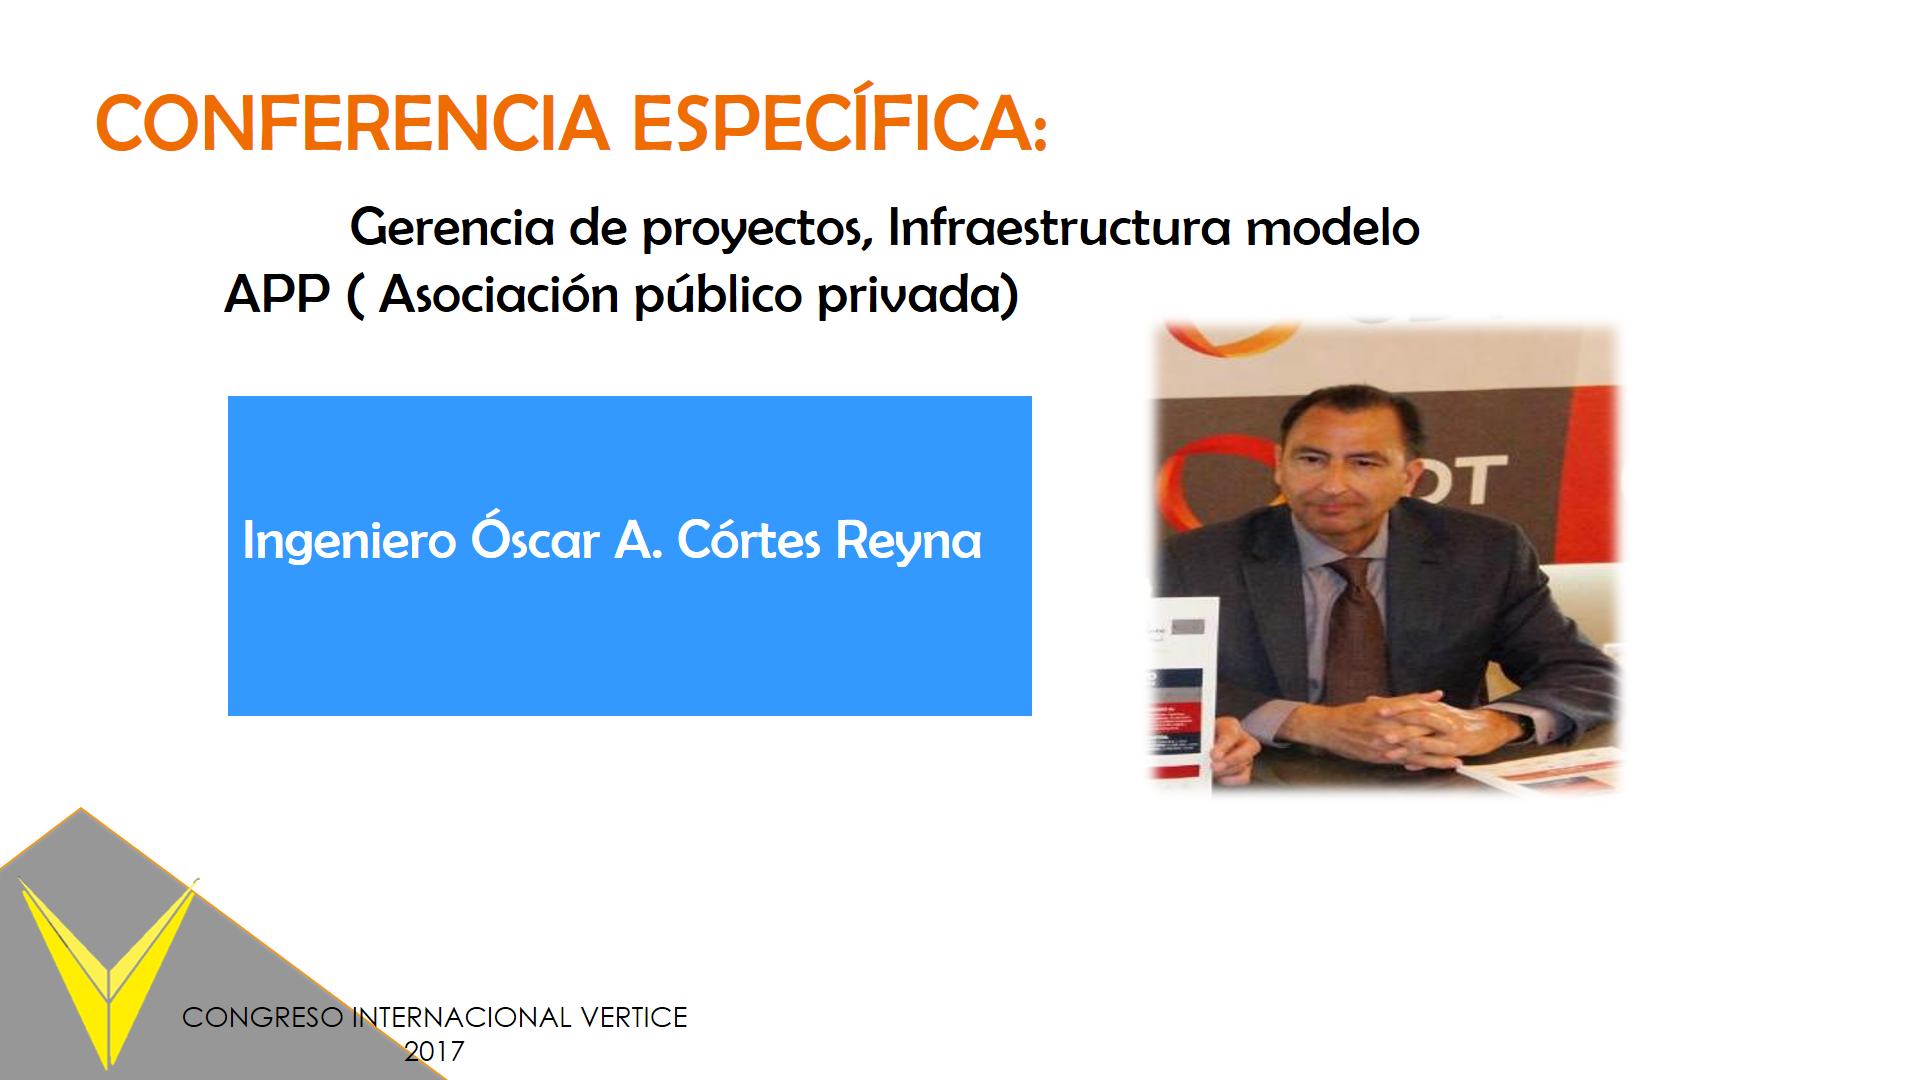 CONFERENCIA ESPECÍFICA:
Gerencia de proyectos, Infraestructura modelo
APP ( Asociación público privada)
Ingeniero Óscar A. Córtes Reyna
CONGRESO INTERNACIONAL VERTICE
2017